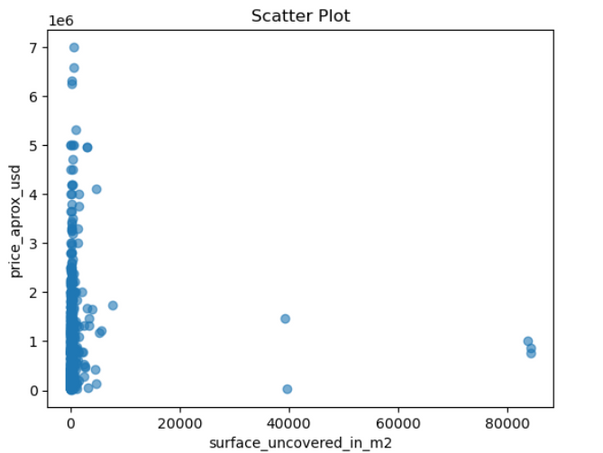 Scatter Plot
1e6
7
6
5
4
3
2
1
0
price_aprox_usd
0 20000 40000 60000 80000
surface_uncovered_in_m2